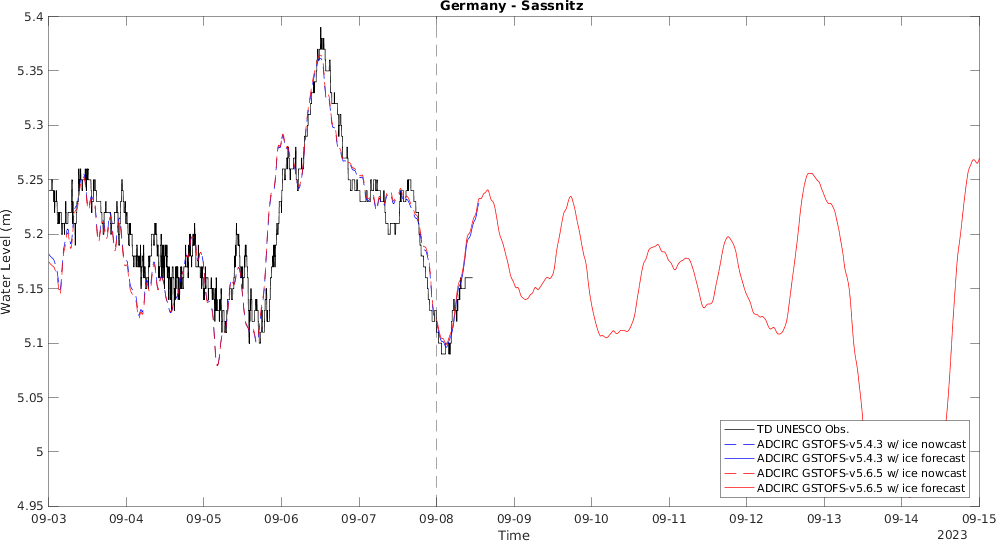 Germany - Sassnitz
5.4
5.35
5.3
5.25
5.2
5.15
5.1
5.05
5
4.95
Water Level (m)
TD UNESCO Obs.
ADCIRC GSTOFS-v5.4.3 w/ ice nowcast
ADCIRC GSTOFS-v5.4.3 w/ ice forecast
ADCIRC GSTOFS-v5.6.5 w/ ice nowcast
ADCIRC GSTOFS-v5.6.5 w/ ice forecast
09-03 09-04 09-05 09-06 09-07 09-08 09-09 09-10 09-11 09-12 09-13 09-14 09-15
Time
2023